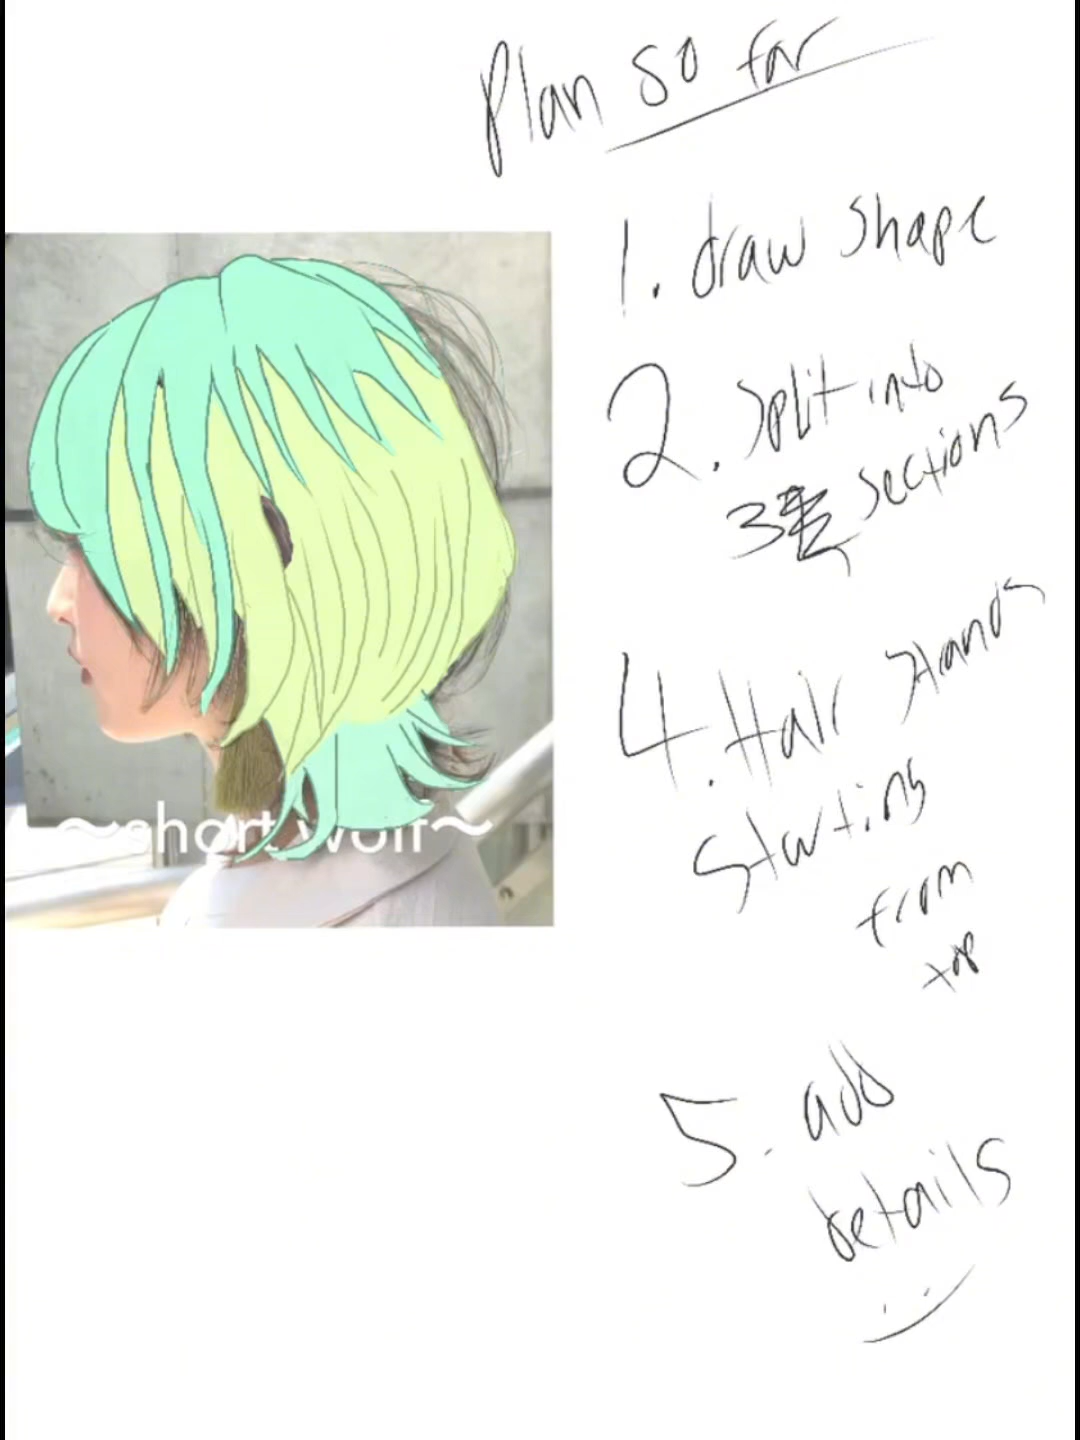 Plan so far
1. draw shape
2. Split into
3 sections
4. Hair strands
starting
from
top
5. add
details
~short wolf~